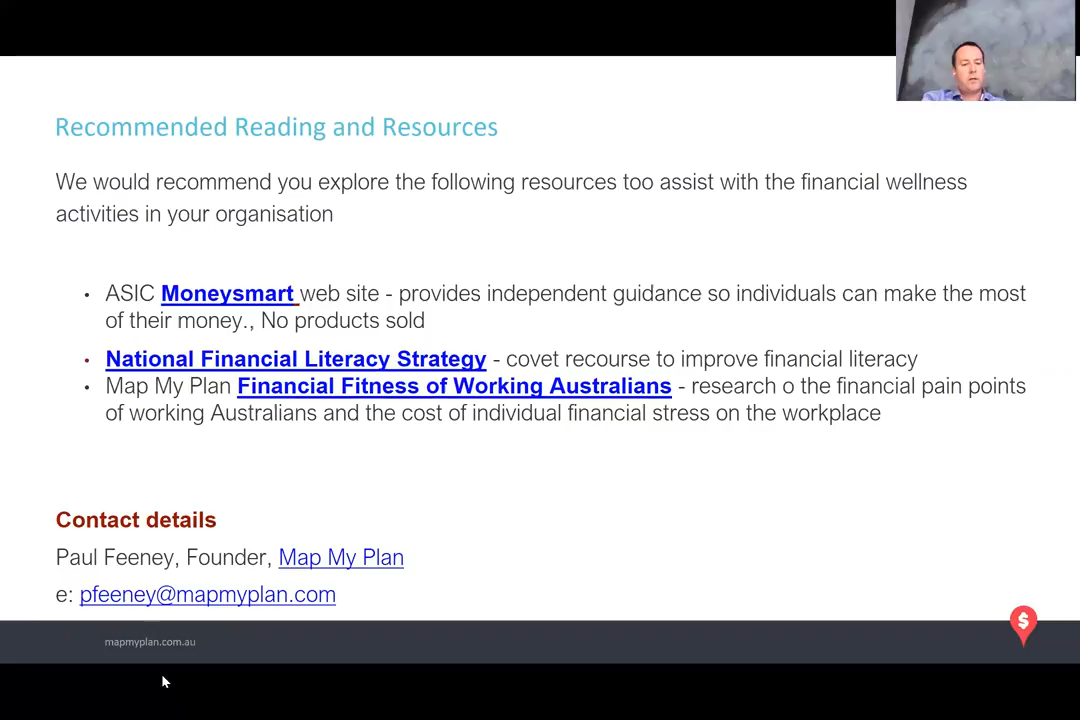 Recommended Reading and Resources
We would recommend you explore the following resources too assist with the financial wellness
activities in your organisation
• ASIC Moneysmart web site - provides independent guidance so individuals can make the most
of their money., No products sold
• National Financial Literacy Strategy - covet recourse to improve financial literacy
• Map My Plan Financial Fitness of Working Australians - research o the financial pain points
of working Australians and the cost of individual financial stress on the workplace
Contact details
Paul Feeney, Founder, Map My Plan
e: pfeeney@mapmyplan.com
mapmyplan.com.au
$